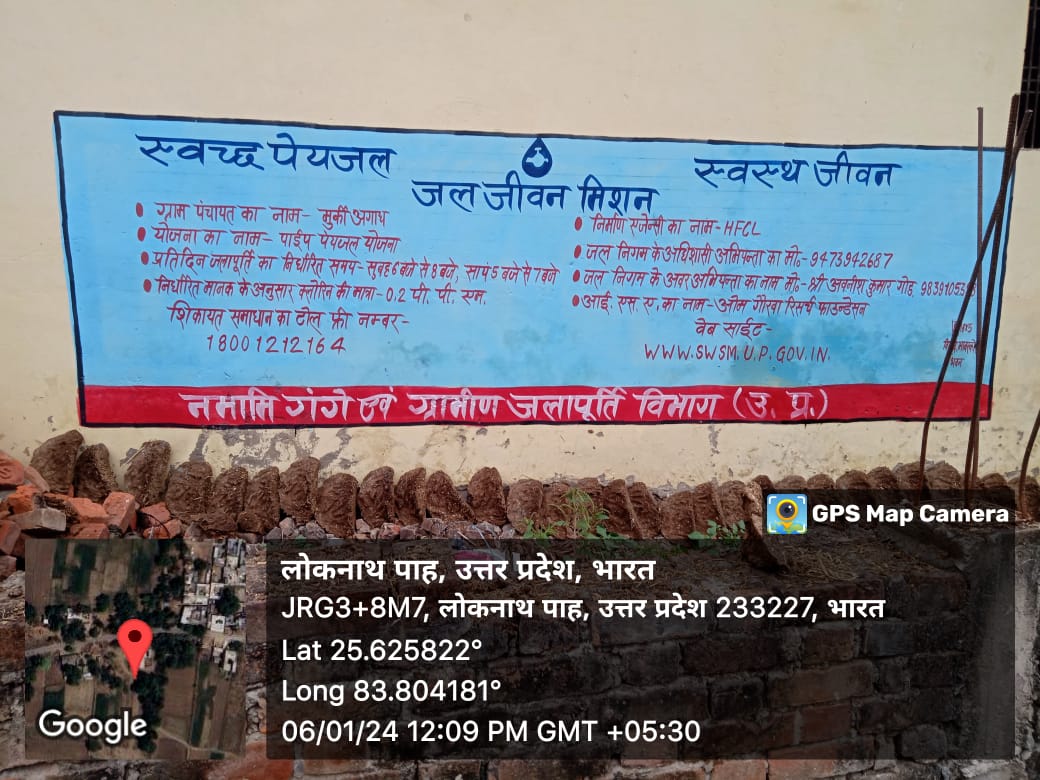 स्वच्छ पेयजल
स्वस्थ जीवन
जल जीवन मिशन
• ग्राम पंचायत का नाम- मुर्की अगाध
• योजना का नाम- पाईप पेयजल योजना
• प्रतिदिन जलापूर्ति का निर्धारित समय- सुबह 6 बजे से 8 बजे, सायं 5 बजे से 7 बजे
• निर्धारित मानक के अनुसार क्लोरिन की मात्रा- 0.2 पी. पी. एम.
शिकायत समाधान का टोल फ्री नम्बर-
18001212164
• निर्माण एजेन्सी का नाम- HFCL
• जल निगम के अधिशासी अभियन्ता का मो०- 9473942687
• जल निगम के अवर अभियन्ता का नाम मो०- श्री अवनीश कुमार गोड़ 9839105
• आई. एस. ए. का नाम- ओम गोरखा रिसर्च फाउन्डेसन
वेब साईट-
WWW.SWSM.U.P.GOV.IN.
नमामि गंगे एवं ग्रामीण जलापूर्ति विभाग (उ. प्र.)
GPS Map Camera
लोकनाथ पाह, उत्तर प्रदेश, भारत
JRG3+8M7, लोकनाथ पाह, उत्तर प्रदेश 233227, भारत
Lat 25.625822°
Long 83.804181°
06/01/24 12:09 PM GMT +05:30
Google